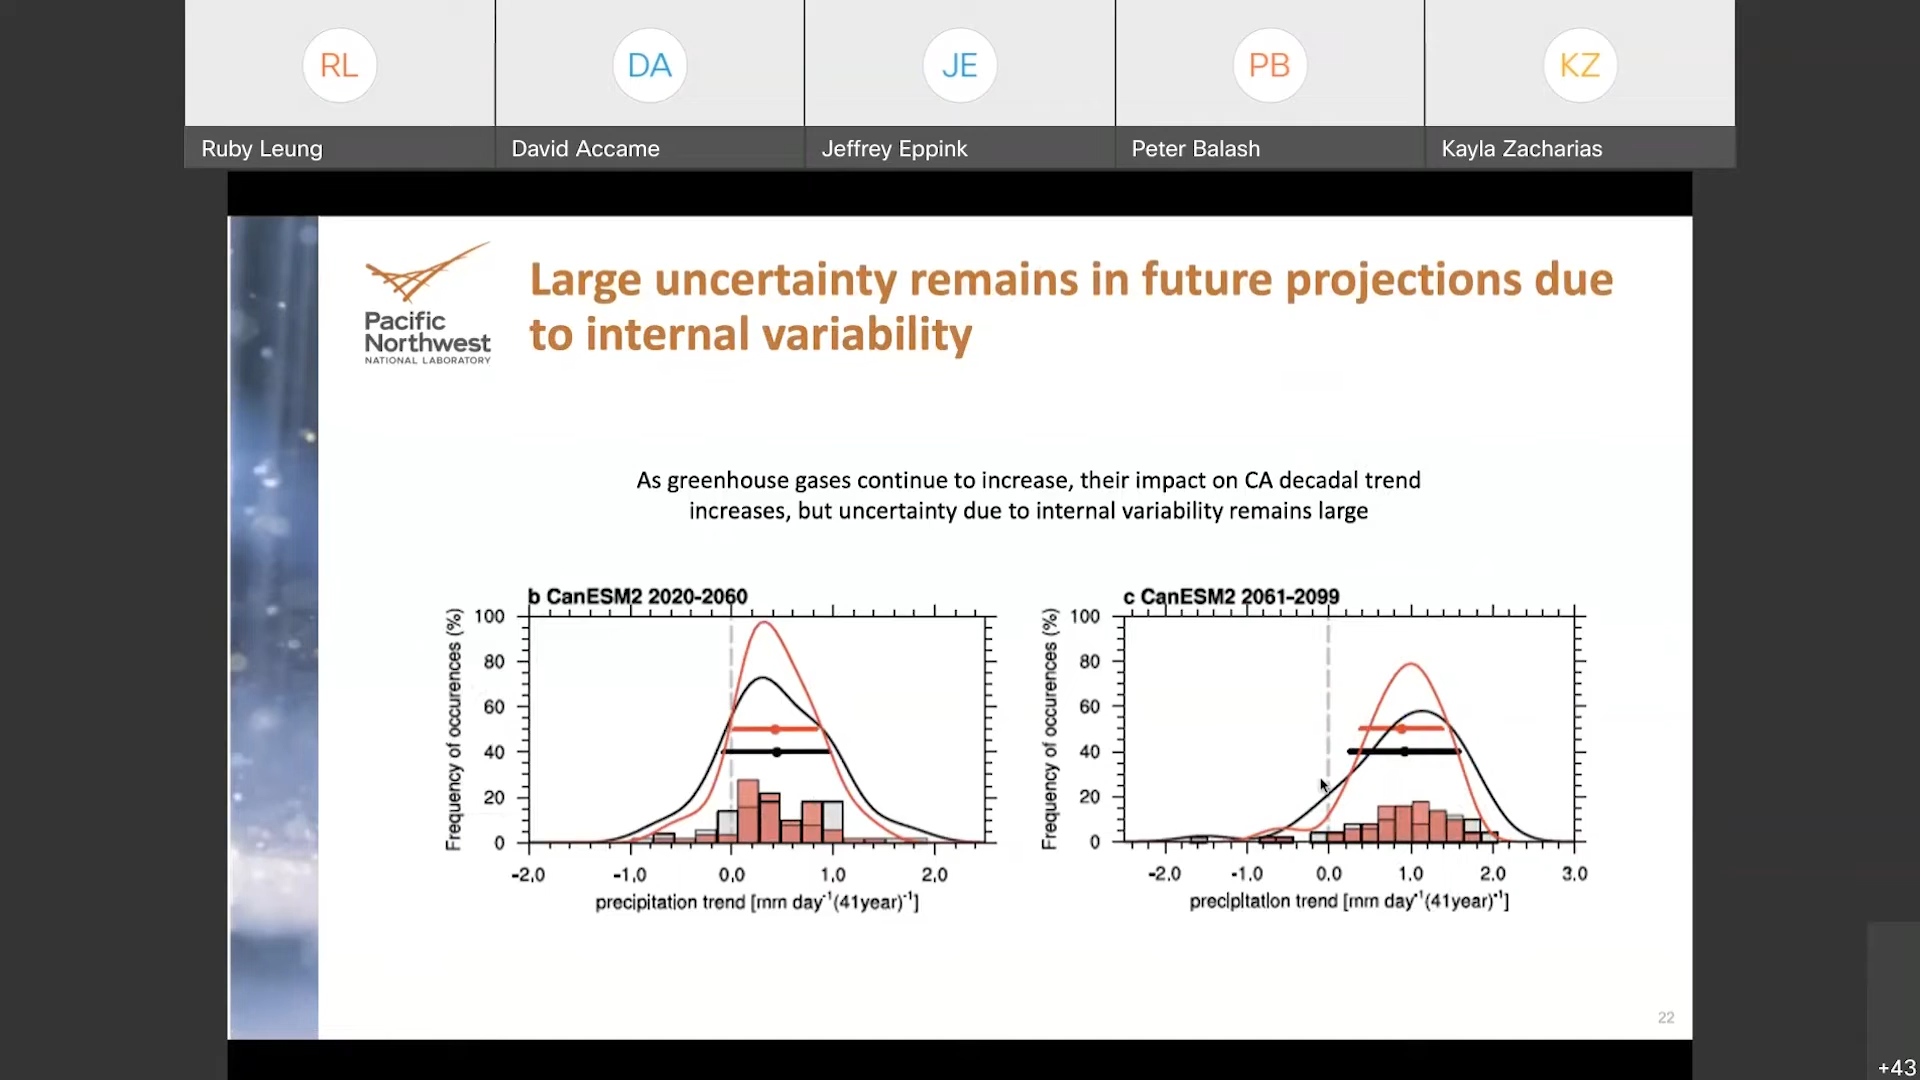 RL
DA
JE
PB
KZ
Ruby Leung
David Accame
Jeffrey Eppink
Peter Balash
Kayla Zacharias
Pacific
Northwest
NATIONAL LABORATORY
Large uncertainty remains in future projections due
to internal variability
As greenhouse gases continue to increase, their impact on CA decadal trend
increases, but uncertainty due to internal variability remains large
b CanESM2 2020-2060
Frequency of occurences (%)
100
80
60
40
20
0
-2.0 -1.0 0.0 1.0 2.0
precipitation trend [mm day⁻¹(41year)⁻¹]
c CanESM2 2061-2099
Frequency of occurences (%)
100
80
60
40
20
0
-2.0 -1.0 0.0 1.0 2.0 3.0
precipitation trend [mm day⁻¹(41year)⁻¹]
22
+43